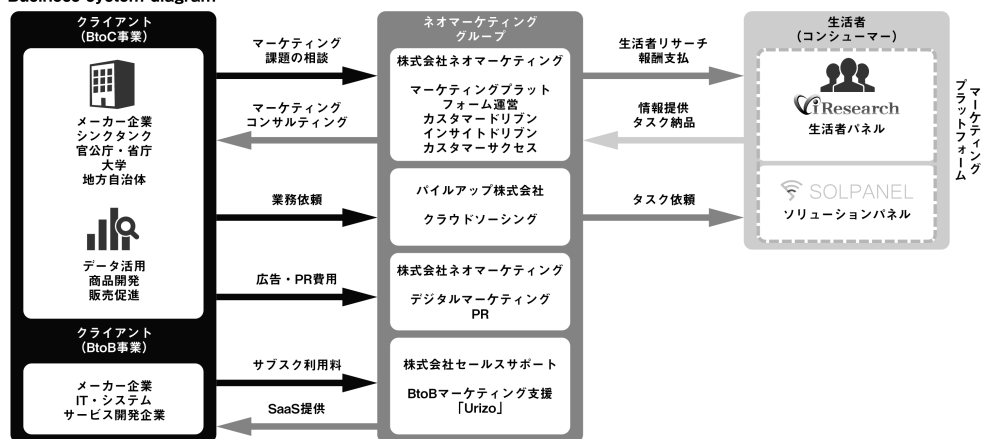 Business system diagram
クライアント
(BtoC事業)
メーカー企業
シンクタンク
官公庁・省庁
大学
地方自治体
データ活用
商品開発
販売促進
クライアント
(BtoB事業)
メーカー企業
IT・システム
サービス開発企業
マーケティング
課題の相談
マーケティング
コンサルティング
業務依頼
広告・PR費用
サブスク利用料
SaaS提供
ネオマーケティング
グループ
株式会社ネオマーケティング
マーケティングプラット
フォーム運営
カスタマードリブン
インサイトドリブン
カスタマーサクセス
パイルアップ株式会社
クラウドソーシング
株式会社ネオマーケティング
デジタルマーケティング
PR
株式会社セールスサポート
BtoBマーケティング支援
「Urizo」
生活者リサーチ
報酬支払
情報提供
タスク納品
タスク依頼
生活者
(コンシューマー)
iResearch
生活者パネル
SOLPANEL
ソリューションパネル
マーケティング
プラットフォーム